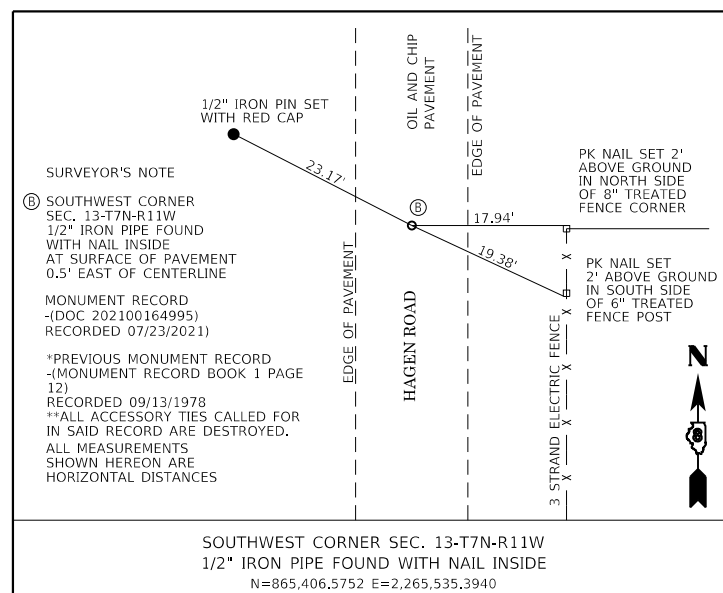 1/2" IRON PIN SET
WITH RED CAP
OIL AND CHIP
PAVEMENT
EDGE OF PAVEMENT
23.17'
SURVEYOR'S NOTE
Ⓑ SOUTHWEST CORNER
SEC. 13-T7N-R11W
1/2" IRON PIPE FOUND
WITH NAIL INSIDE
AT SURFACE OF PAVEMENT
0.5' EAST OF CENTERLINE
MONUMENT RECORD
-(DOC 202100164995)
RECORDED 07/23/2021)
*PREVIOUS MONUMENT RECORD
-(MONUMENT RECORD BOOK 1 PAGE
12)
RECORDED 09/13/1978
**ALL ACCESSORY TIES CALLED FOR
IN SAID RECORD ARE DESTROYED.
ALL MEASUREMENTS
SHOWN HEREON ARE
HORIZONTAL DISTANCES
EDGE OF PAVEMENT
Ⓑ
17.94'
19.38'
HAGEN ROAD
PK NAIL SET 2'
ABOVE GROUND
IN NORTH SIDE
OF 8" TREATED
FENCE CORNER
PK NAIL SET
2' ABOVE GROUND
IN SOUTH SIDE
OF 6" TREATED
FENCE POST
3 STRAND ELECTRIC FENCE
X
X
X
X
X
N
8
SOUTHWEST CORNER SEC. 13-T7N-R11W
1/2" IRON PIPE FOUND WITH NAIL INSIDE
N=865,406.5752 E=2,265,535.3940